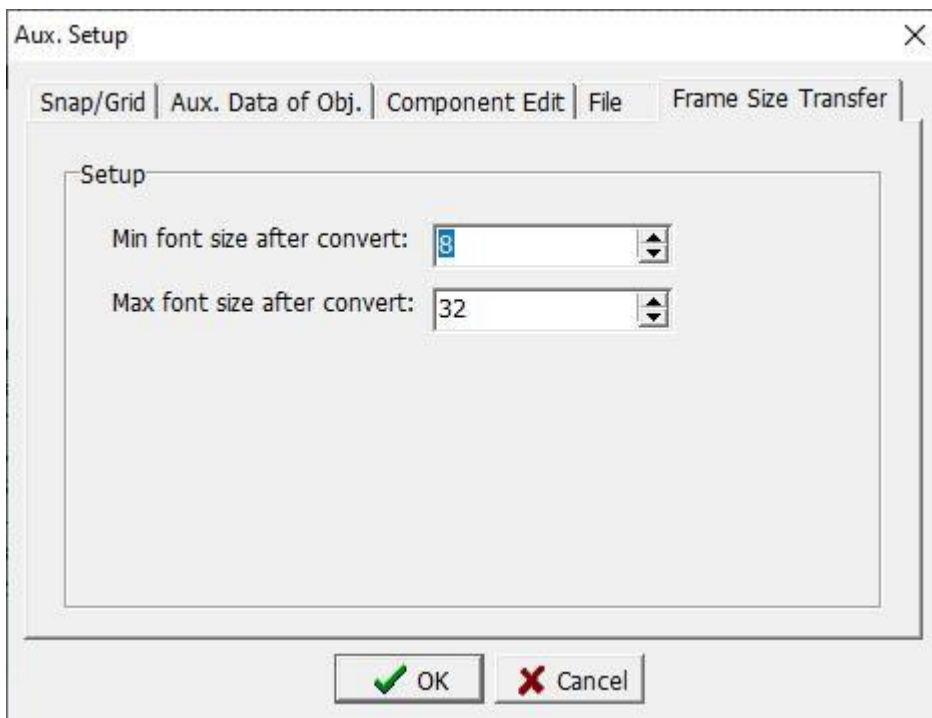 Aux. Setup
Snap/Grid Aux. Data of Obj. Component Edit File Frame Size Transfer
Setup
Min font size after convert: 8
Max font size after convert: 32
OK Cancel